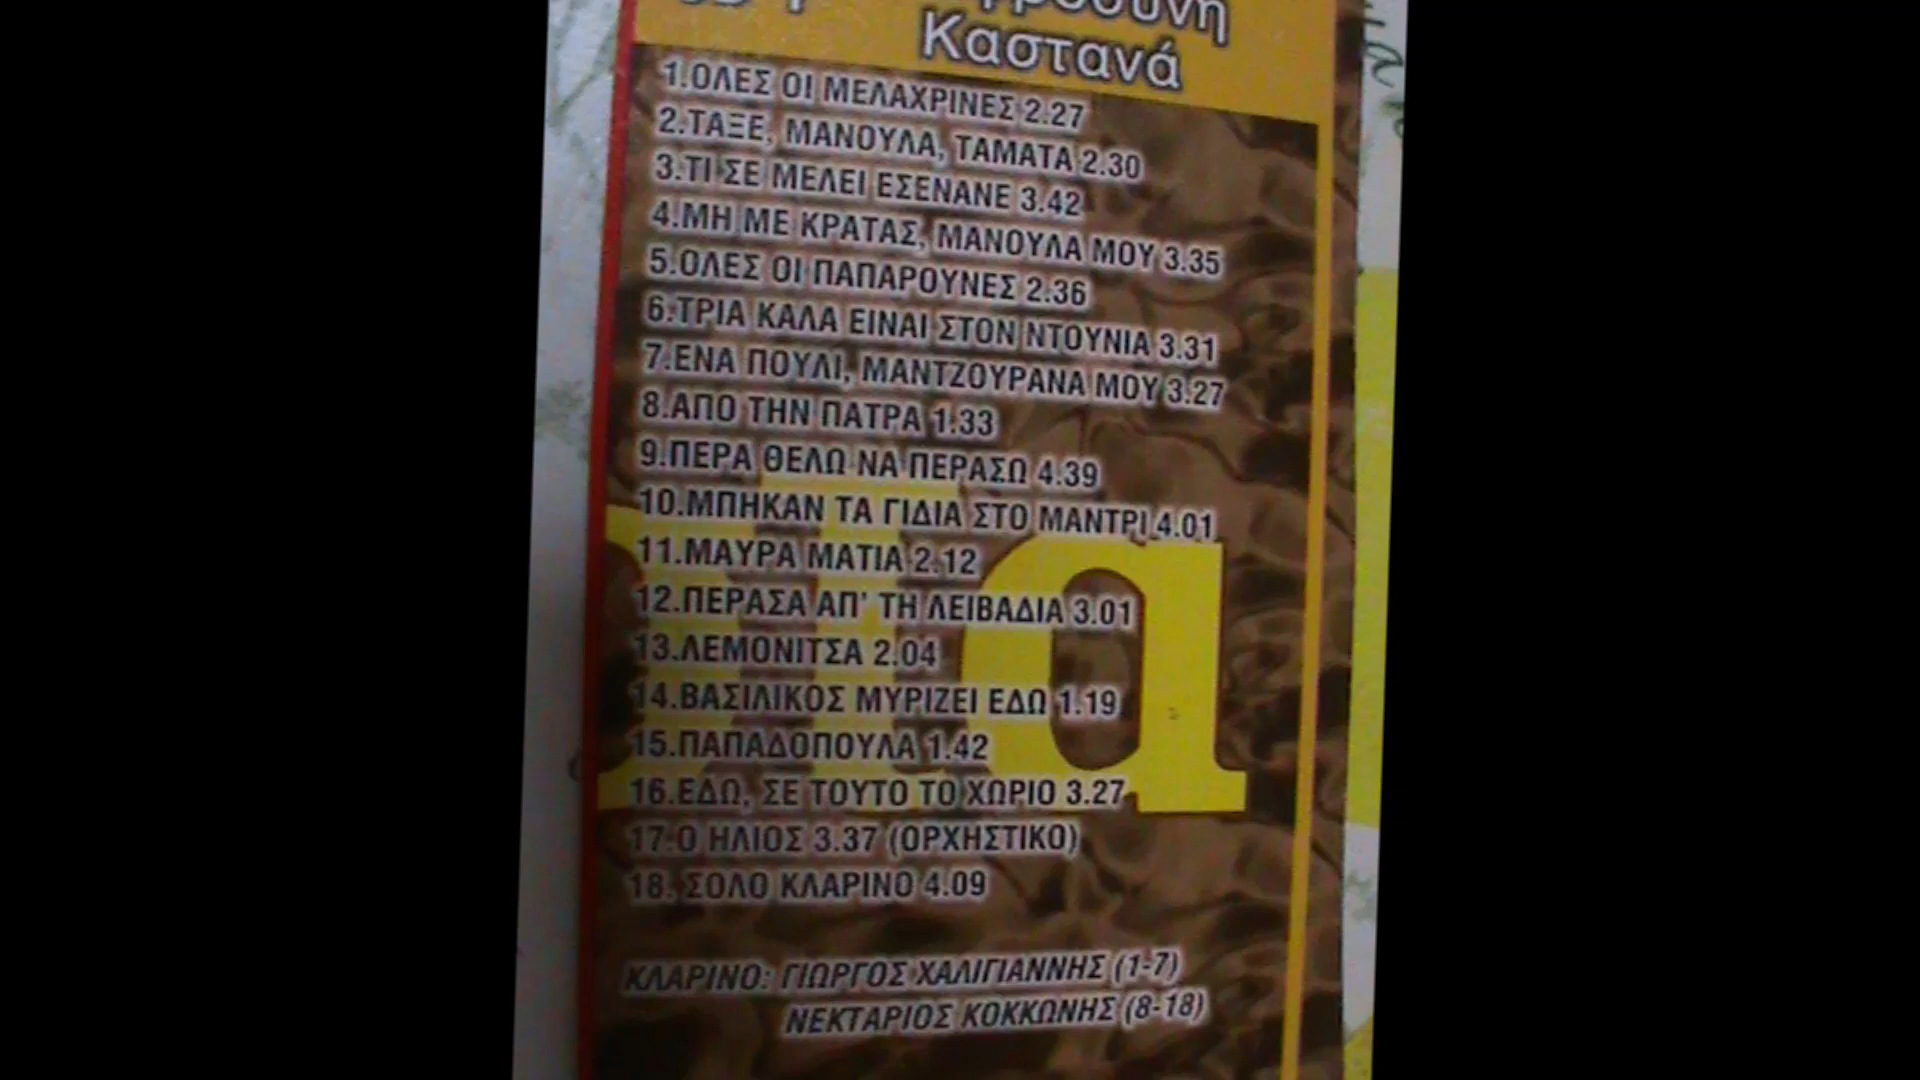 Καστανά
1.ΟΛΕΣ ΟΙ ΜΕΛΑΧΡΙΝΕΣ 2.27
2.ΤΑΞΕ, ΜΑΝΟΥΛΑ, ΤΑΜΑΤΑ 2.30
3.ΤΙ ΣΕ ΜΕΛΕΙ ΕΣΕΝΑΝΕ 3.42
4.ΜΗ ΜΕ ΚΡΑΤΑΣ, ΜΑΝΟΥΛΑ ΜΟΥ 3.35
5.ΟΛΕΣ ΟΙ ΠΑΠΑΡΟΥΝΕΣ 2.36
6.ΤΡΙΑ ΚΑΛΑ ΕΙΝΑΙ ΣΤΟΝ ΝΤΟΥΝΙΑ 3.31
7.ΕΝΑ ΠΟΥΛΙ, ΜΑΝΤΖΟΥΡΑΝΑ ΜΟΥ 3.27
8.ΑΠΟ ΤΗΝ ΠΑΤΡΑ 1.33
9.ΠΕΡΑ ΘΕΛΩ ΝΑ ΠΕΡΑΣΩ 4.39
10.ΜΠΗΚΑΝ ΤΑ ΓΙΔΙΑ ΣΤΟ ΜΑΝΤΡΙ 4.01
11.ΜΑΥΡΑ ΜΑΤΙΑ 2.12
12.ΠΕΡΑΣΑ ΑΠ' ΤΗ ΛΕΙΒΑΔΙΑ 3.01
13.ΛΕΜΟΝΙΤΣΑ 2.04
14.ΒΑΣΙΛΙΚΟΣ ΜΥΡΙΖΕΙ ΕΔΩ 1.19
15.ΠΑΠΑΔΟΠΟΥΛΑ 1.42
16.ΕΔΩ, ΣΕ ΤΟΥΤΟ ΤΟ ΧΩΡΙΟ 3.27
17.Ο ΗΛΙΟΣ 3.37 (ΟΡΧΗΣΤΙΚΟ)
18. ΣΟΛΟ ΚΛΑΡΙΝΟ 4.09
ΚΛΑΡΙΝΟ: ΓΙΩΡΓΟΣ ΧΑΛΙΓΙΑΝΝΗΣ (1-7)
ΝΕΚΤΑΡΙΟΣ ΚΟΚΚΩΝΗΣ (8-18)